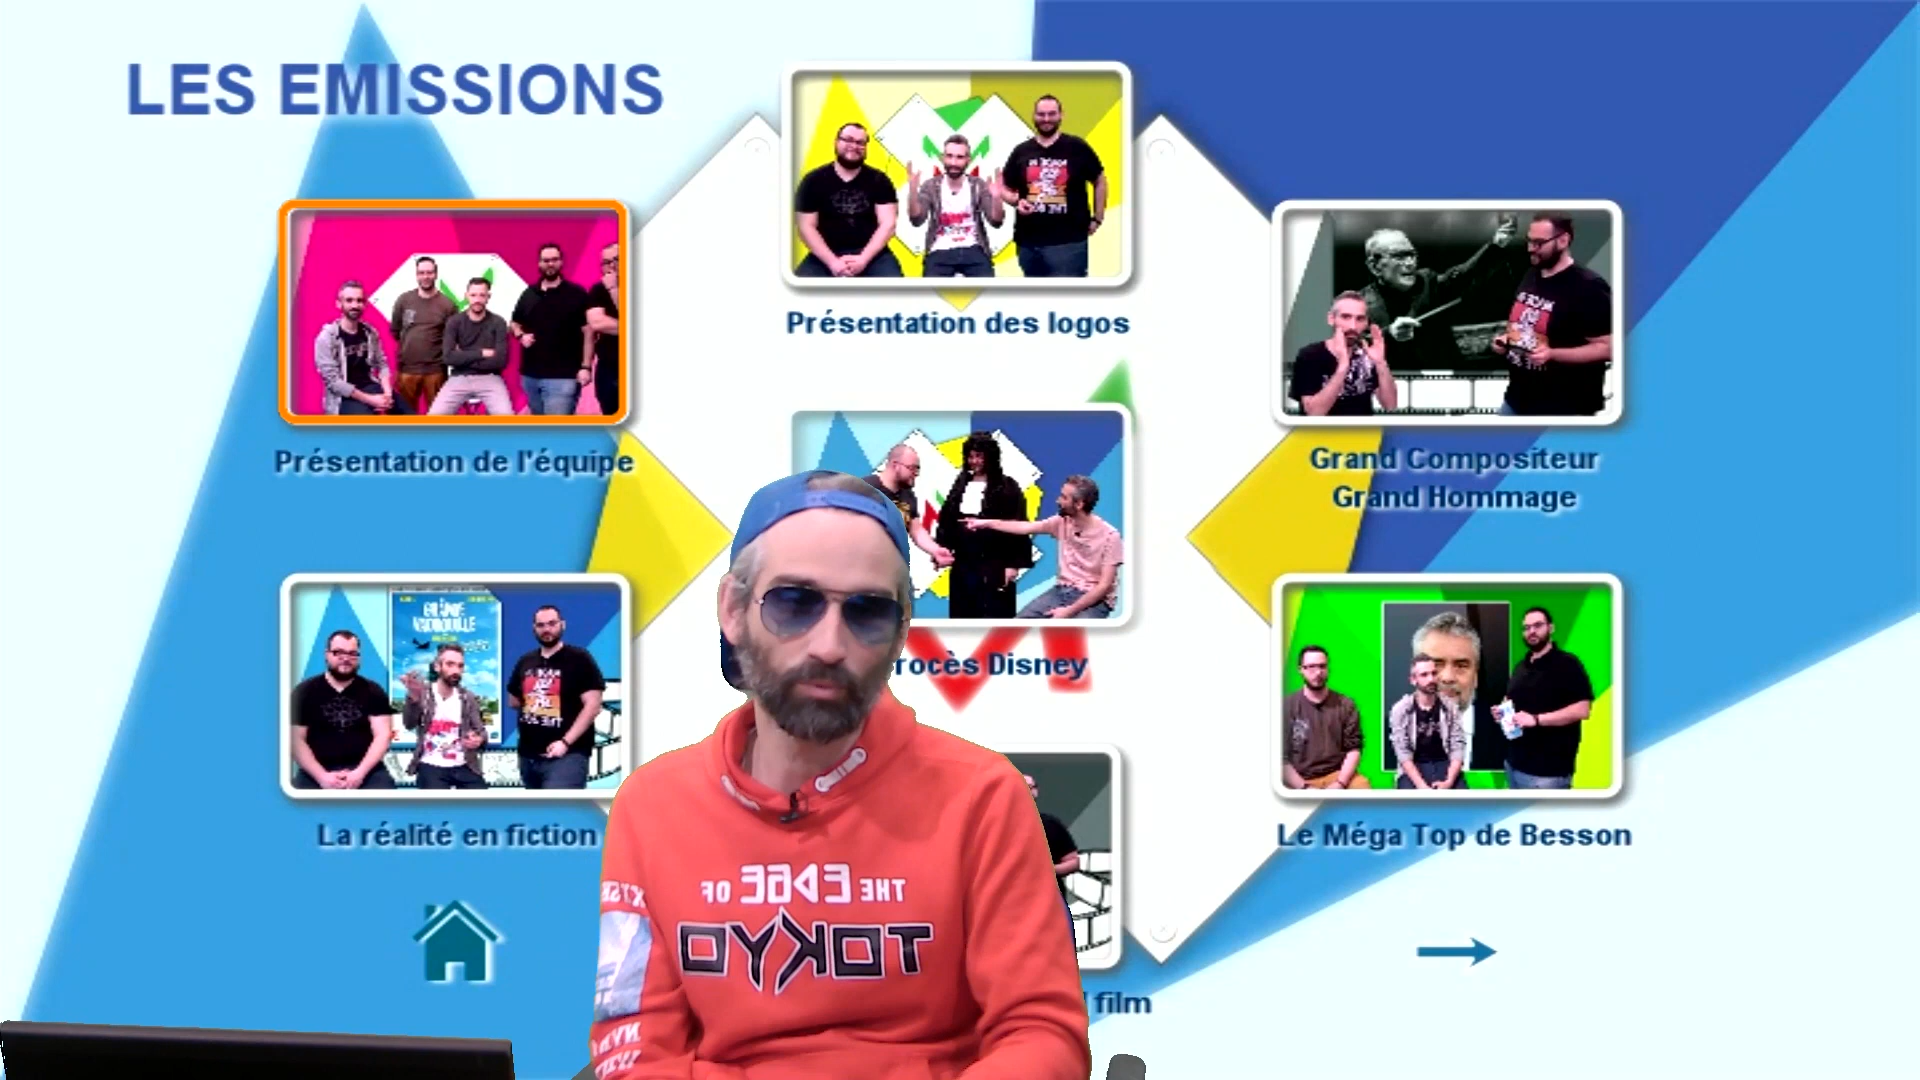 LES EMISSIONS
Présentation des logos
Présentation de l'équipe
Grand Compositeur
Grand Hommage
rocès Disney
La réalité en fiction
Le Méga Top de Besson
THE EDGE OF
TOKYO
film